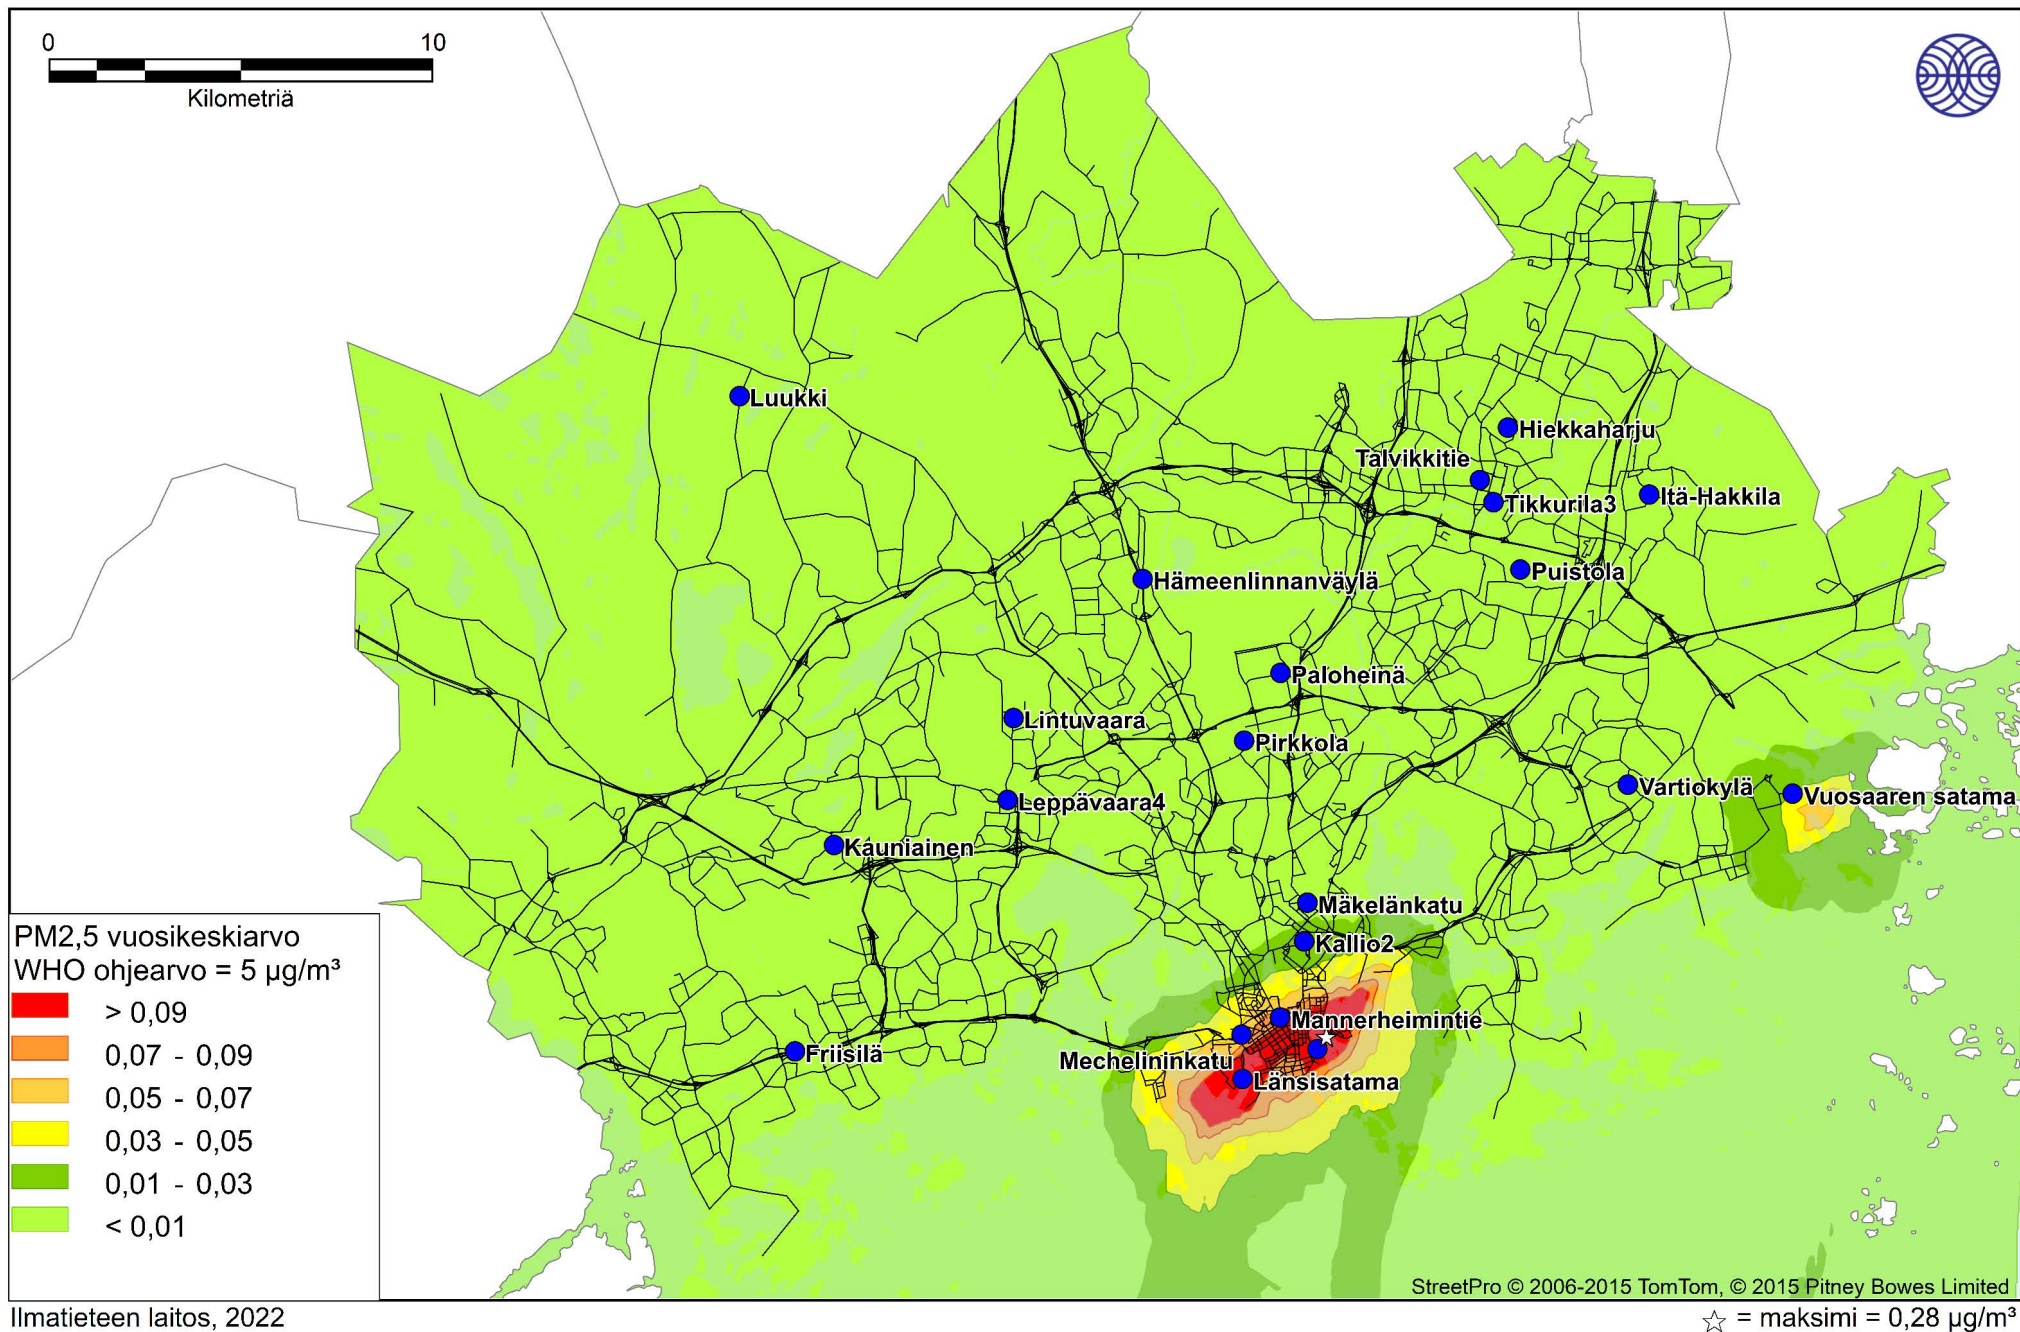 0 10
Kilometriä
Luukki
Hiekkaharju
Talvikkitie
Itä-Hakkila
Tikkurila3
Puistola
Hämeenlinnanväylä
Paloheinä
Lintuvaara
Pirkkola
Vartiokylä
Vuosaaren satama
Leppävaara4
Kauniainen
Mäkelänkatu
Kallio2
Mannerheimintie
Friisilä
Mechelininkatu
Länsisatama
PM2,5 vuosikeskiarvo
WHO ohjearvo = 5 µg/m³
> 0,09
0,07 - 0,09
0,05 - 0,07
0,03 - 0,05
0,01 - 0,03
< 0,01
StreetPro © 2006-2015 TomTom, © 2015 Pitney Bowes Limited
Ilmatieteen laitos, 2022
☆ = maksimi = 0,28 µg/m³